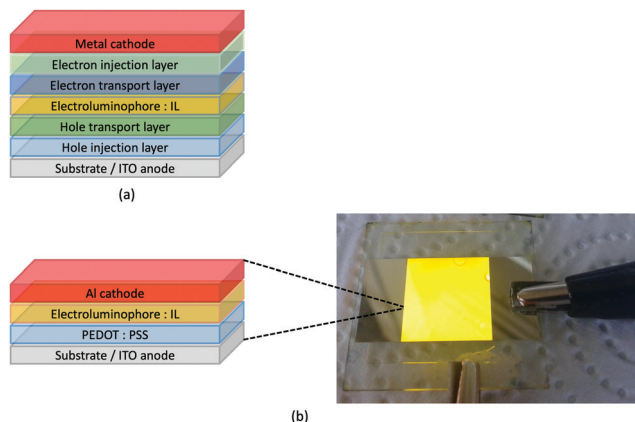 Metal cathode
Electron injection layer
Electron transport layer
Electroluminophore : IL
Hole transport layer
Hole injection layer
Substrate / ITO anode
(a)
Al cathode
Electroluminophore : IL
PEDOT : PSS
Substrate / ITO anode
(b)